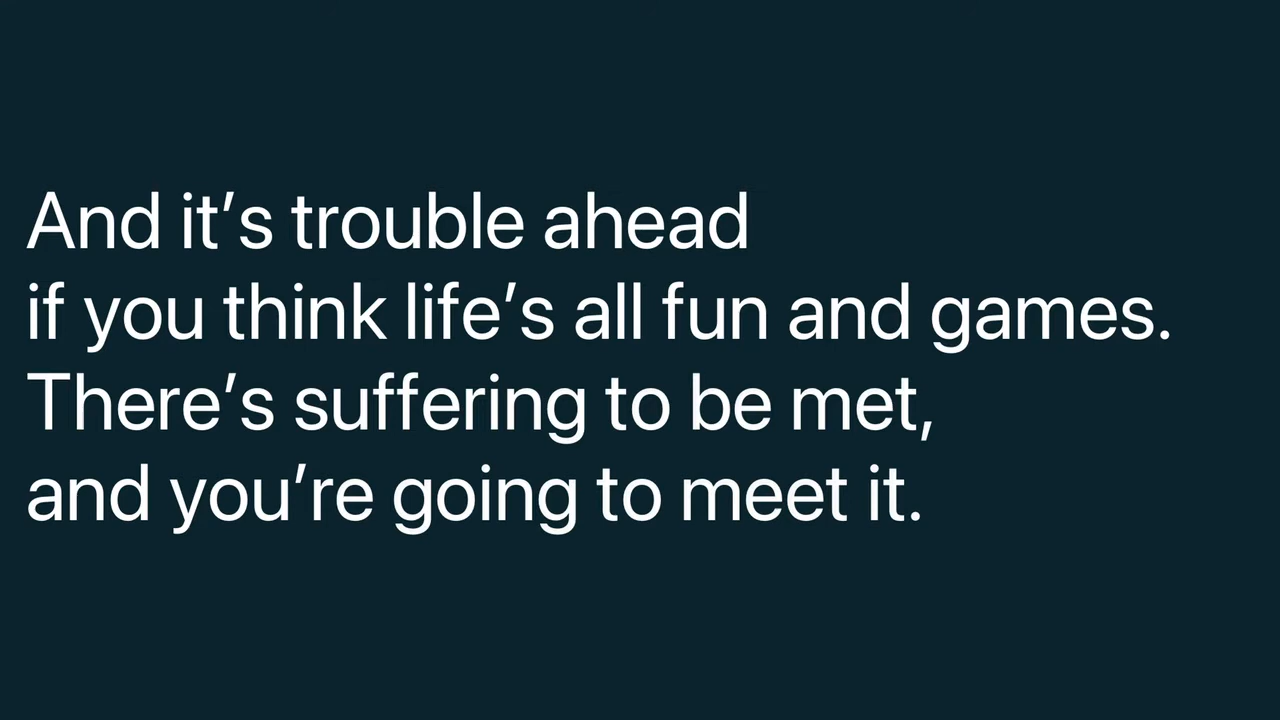 And it’s trouble ahead
if you think life’s all fun and games.
There’s suffering to be met,
and you’re going to meet it.